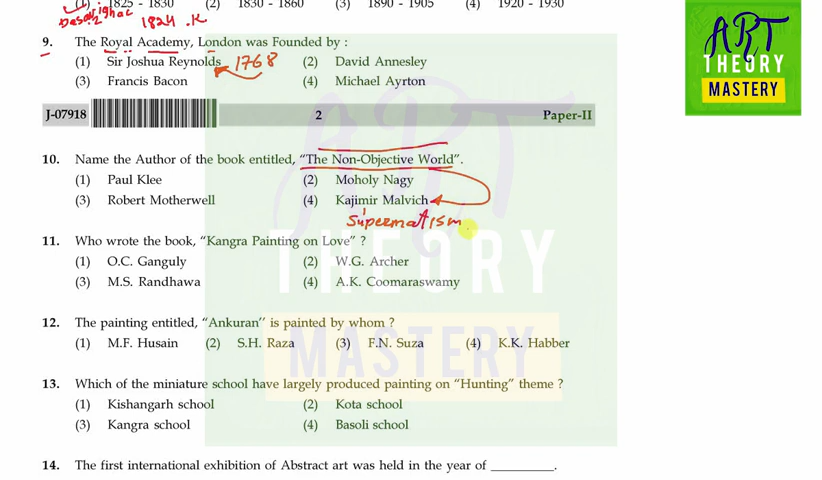 (1) 1825 - 1830 (2) 1830 - 1860 (3) 1890 - 1905 (4) 1920 - 1930
1824 .K
9. The Royal Academy, London was Founded by :
(1) Sir Joshua Reynolds 1768 (2) David Annesley
(3) Francis Bacon (4) Michael Ayrton
J-07918 2 Paper-II
10. Name the Author of the book entitled, “The Non-Objective World”.
(1) Paul Klee (2) Moholy Nagy
(3) Robert Motherwell (4) Kajimir Malvich
Supermatism
11. Who wrote the book, “Kangra Painting on Love” ?
(1) O.C. Ganguly (2) W.G. Archer
(3) M.S. Randhawa (4) A.K. Coomaraswamy
12. The painting entitled, “Ankuran” is painted by whom ?
(1) M.F. Husain (2) S.H. Raza (3) F.N. Suza (4) K.K. Habber
13. Which of the miniature school have largely produced painting on “Hunting” theme ?
(1) Kishangarh school (2) Kota school
(3) Kangra school (4) Basoli school
14. The first international exhibition of Abstract art was held in the year of __________.
ART
THEORY
MASTERY
ART
THEORY
MASTERY